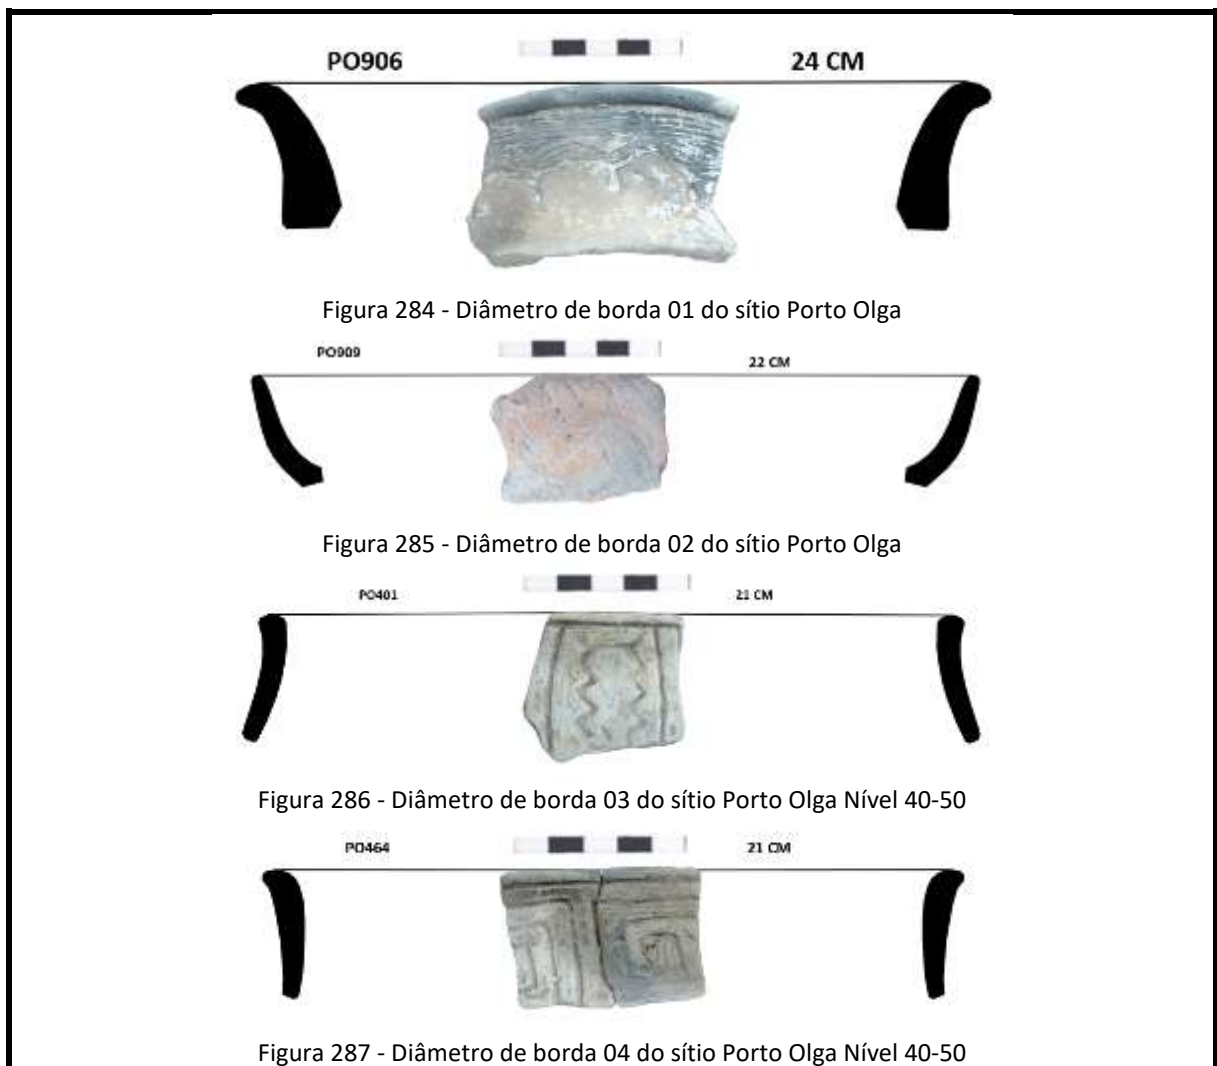 PO906 24 CM
Figura 284 - Diâmetro de borda 01 do sítio Porto Olga
PO909 22 CM
Figura 285 - Diâmetro de borda 02 do sítio Porto Olga
PO401 21 CM
Figura 286 - Diâmetro de borda 03 do sítio Porto Olga Nível 40-50
PO464 21 CM
Figura 287 - Diâmetro de borda 04 do sítio Porto Olga Nível 40-50